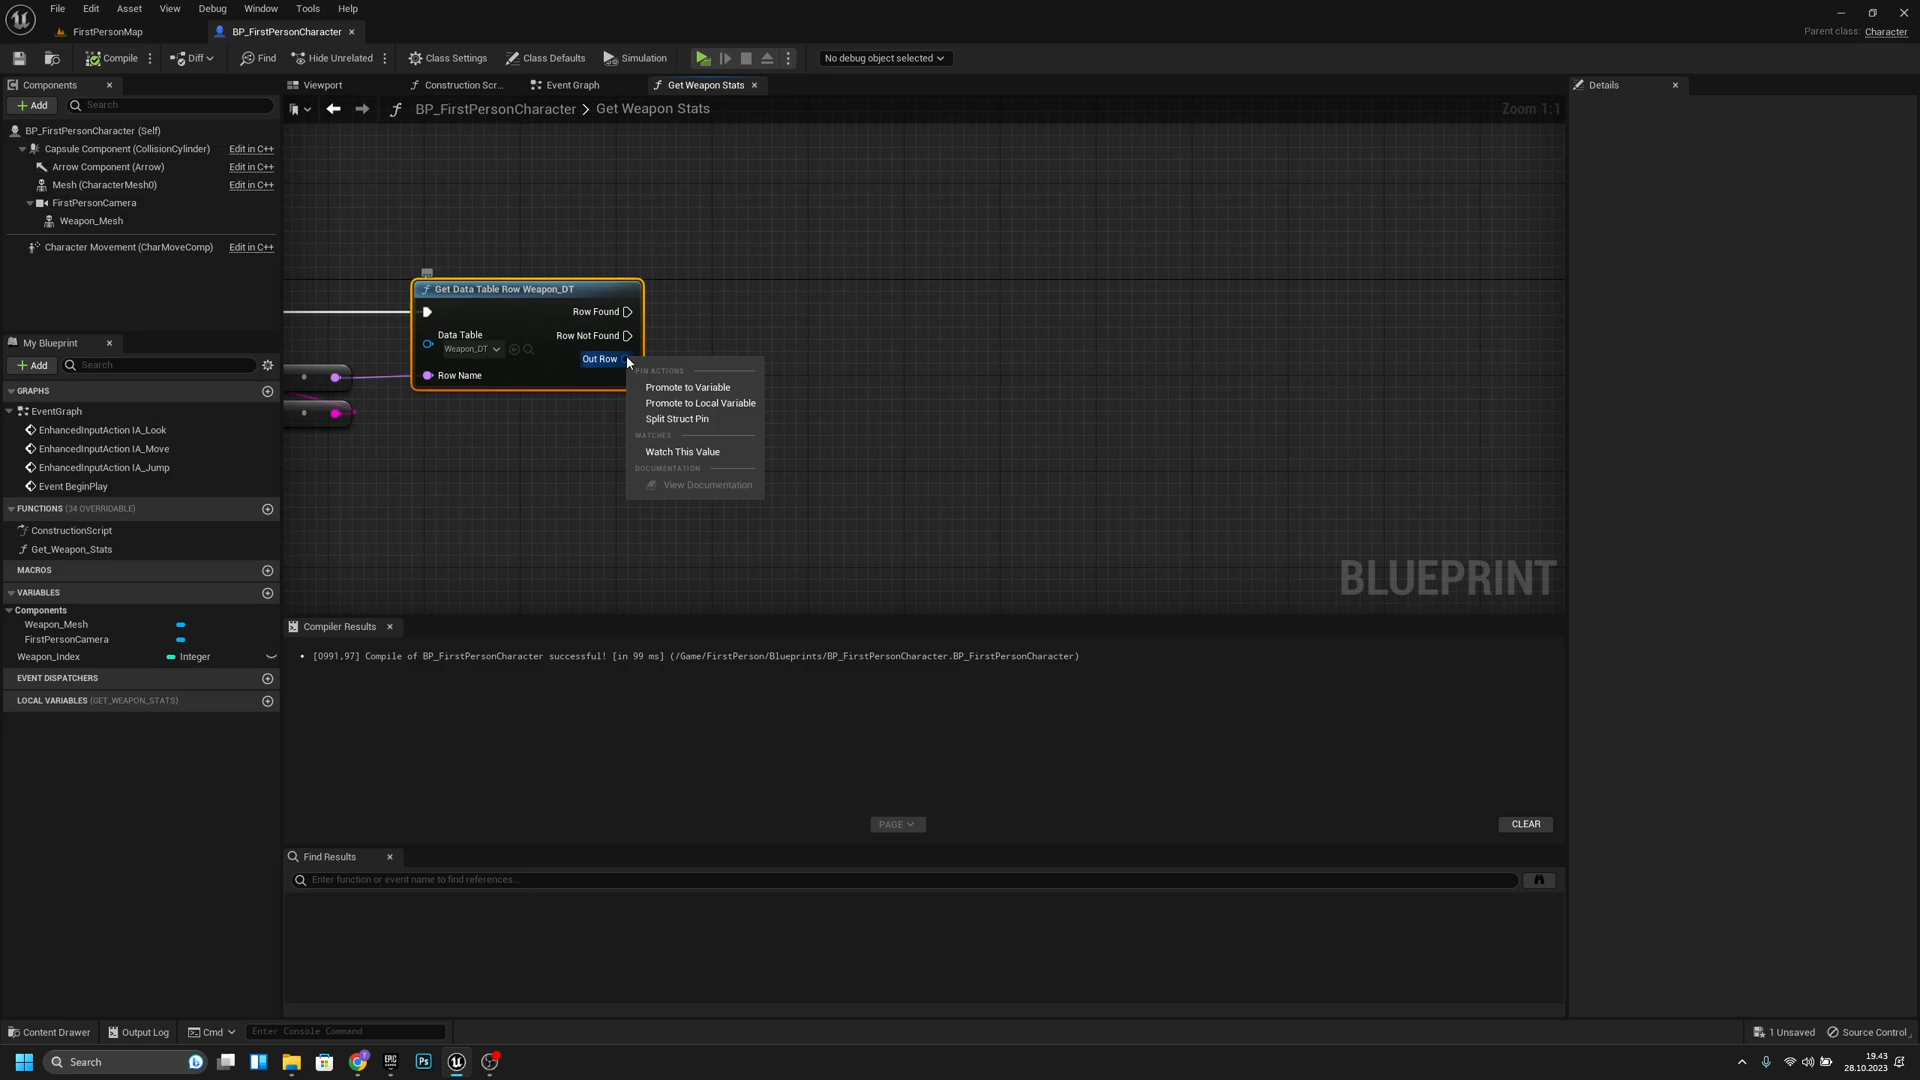 File Edit Asset View Debug Window Tools Help
FirstPersonMap BP_FirstPersonCharacter
Parent class: Character
Compile Diff Find Hide Unrelated Class Settings Class Defaults Simulation No debug object selected
Components Viewport Construction Scr... Event Graph Get Weapon Stats Details
Add Search
BP_FirstPersonCharacter > Get Weapon Stats Zoom 1:1
BP_FirstPersonCharacter (Self)
Capsule Component (CollisionCylinder) Edit in C++
Arrow Component (Arrow) Edit in C++
Mesh (CharacterMesh0) Edit in C++
FirstPersonCamera
Weapon_Mesh
Character Movement (CharMoveComp) Edit in C++
Get Data Table Row Weapon_DT
Row Found
Data Table Row Not Found
Weapon_DT
Out Row
Row Name
PIN ACTIONS
Promote to Variable
Promote to Local Variable
Split Struct Pin
WATCHES
Watch This Value
DOCUMENTATION
View Documentation
BLUEPRINT
My Blueprint
Add Search
GRAPHS
EventGraph
EnhancedInputAction IA_Look
EnhancedInputAction IA_Move
EnhancedInputAction IA_Jump
Event BeginPlay
FUNCTIONS (34 OVERRIDABLE)
ConstructionScript
Get_Weapon_Stats
MACROS
VARIABLES
Components
Weapon_Mesh
FirstPersonCamera
Weapon_Index Integer
EVENT DISPATCHERS
LOCAL VARIABLES (GET_WEAPON_STATS)
Compiler Results
[0991,97] Compile of BP_FirstPersonCharacter successful! [in 99 ms] (/Game/FirstPerson/Blueprints/BP_FirstPersonCharacter.BP_FirstPersonCharacter)
PAGE CLEAR
Find Results
Enter function or event name to find references...
Content Drawer Output Log Cmd Enter Console Command 1 Unsaved Source Control
Search
19.43
28.10.2023